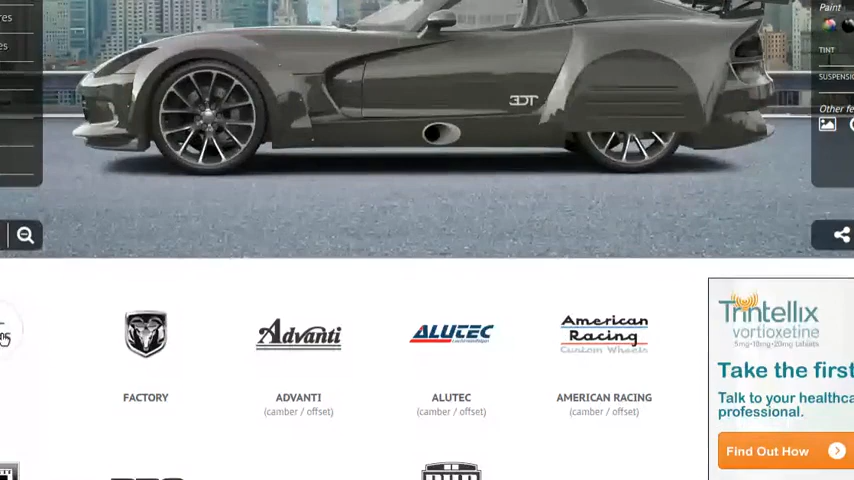 Paint
TINT
Other fe
3DT
FACTORY
Advanti
ADVANTI
(camber / offset)
ALUTEC
ALUTEC
(camber / offset)
American
Racing
Custom Wheels
AMERICAN RACING
(camber / offset)
Trintellix
vortioxetine
5mg·10mg·20mg tablets
Take the first
Talk to your healthca
professional.
Find Out How